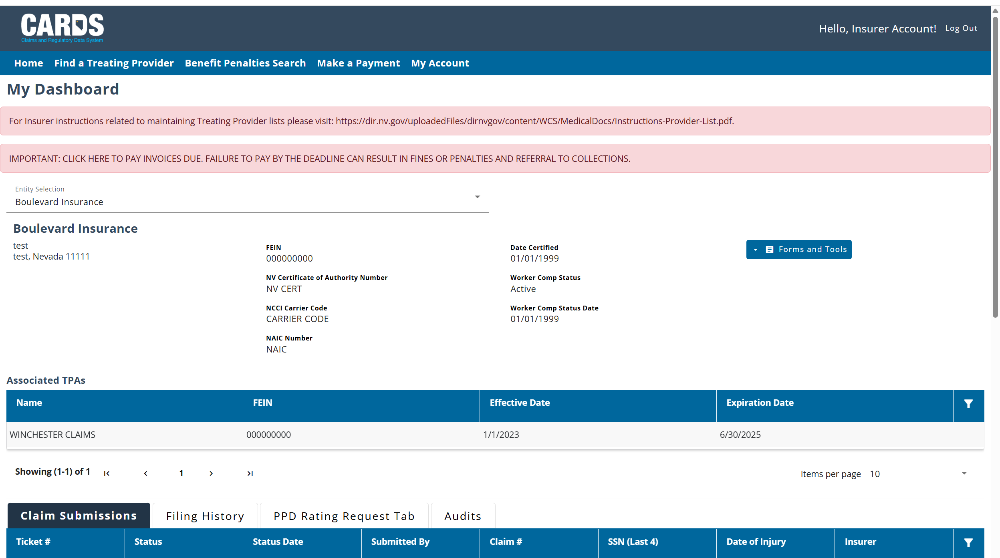 CARDS
Claims and Regulatory Data System
Hello, Insurer Account! Log Out
Home Find a Treating Provider Benefit Penalties Search Make a Payment My Account
My Dashboard
For Insurer instructions related to maintaining Treating Provider lists please visit: https://dir.nv.gov/uploadedFiles/dirnvgov/content/WCS/MedicalDocs/Instructions-Provider-List.pdf.
IMPORTANT: CLICK HERE TO PAY INVOICES DUE. FAILURE TO PAY BY THE DEADLINE CAN RESULT IN FINES OR PENALTIES AND REFERRAL TO COLLECTIONS.
Entity Selection
Boulevard Insurance
Boulevard Insurance
test
test, Nevada 11111
FEIN
000000000
NV Certificate of Authority Number
NV CERT
NCCI Carrier Code
CARRIER CODE
NAIC Number
NAIC
Date Certified
01/01/1999
Worker Comp Status
Active
Worker Comp Status Date
01/01/1999
Forms and Tools
Associated TPAs
Name FEIN Effective Date Expiration Date
WINCHESTER CLAIMS 000000000 1/1/2023 6/30/2025
Showing (1-1) of 1 1 Items per page 10
Claim Submissions Filing History PPD Rating Request Tab Audits
Ticket # Status Status Date Submitted By Claim # SSN (Last 4) Date of Injury Insurer